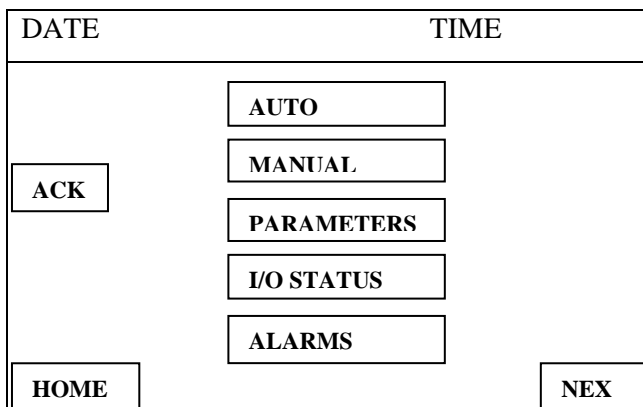 DATE TIME
AUTO
MANUAL
ACK
PARAMETERS
I/O STATUS
ALARMS
HOME NEX